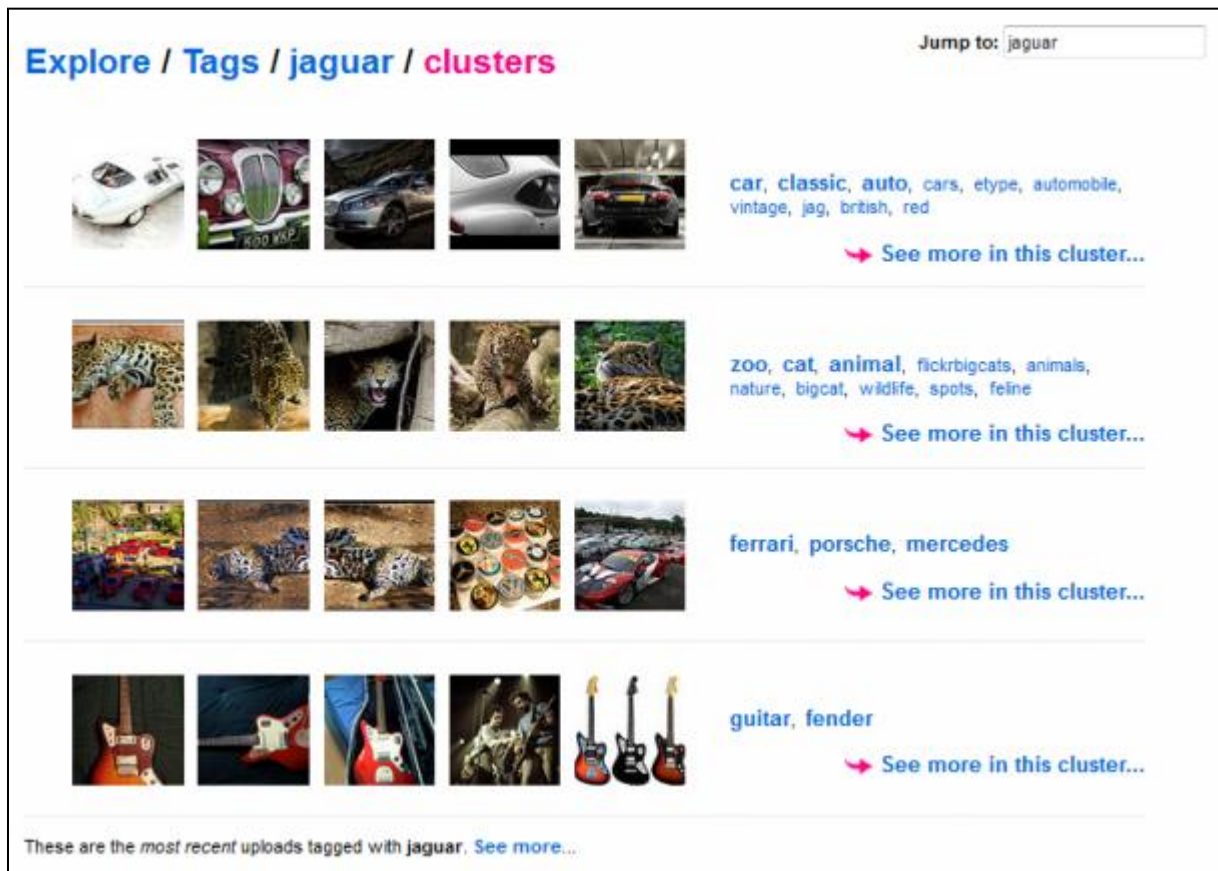 Explore / Tags / jaguar / clusters
Jump to: jaguar
car, classic, auto, cars, etype, automobile,
vintage, jag, british, red
See more in this cluster...
zoo, cat, animal, flickrbigcats, animals,
nature, bigcat, wildlife, spots, feline
See more in this cluster...
ferrari, porsche, mercedes
See more in this cluster...
guitar, fender
See more in this cluster...
These are the most recent uploads tagged with jaguar. See more...